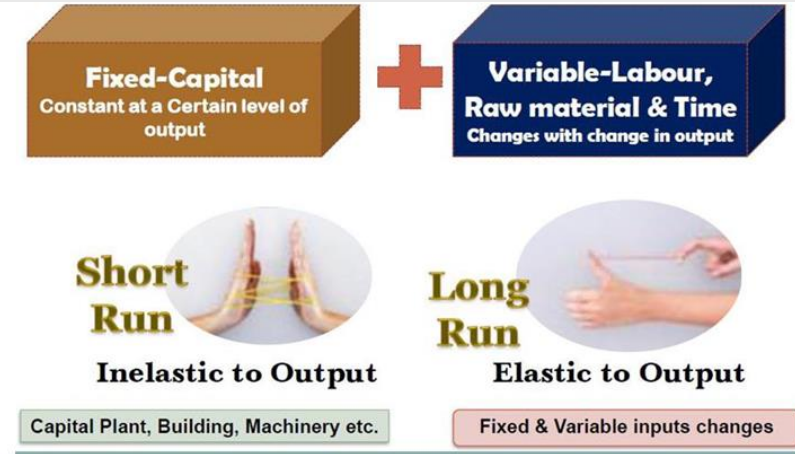 Fixed-Capital
Constant at a Certain level of
output
Variable-Labour,
Raw material & Time
Changes with change in output
Short
Run
Inelastic to Output
Capital Plant, Building, Machinery etc.
Long
Run
Elastic to Output
Fixed & Variable inputs changes